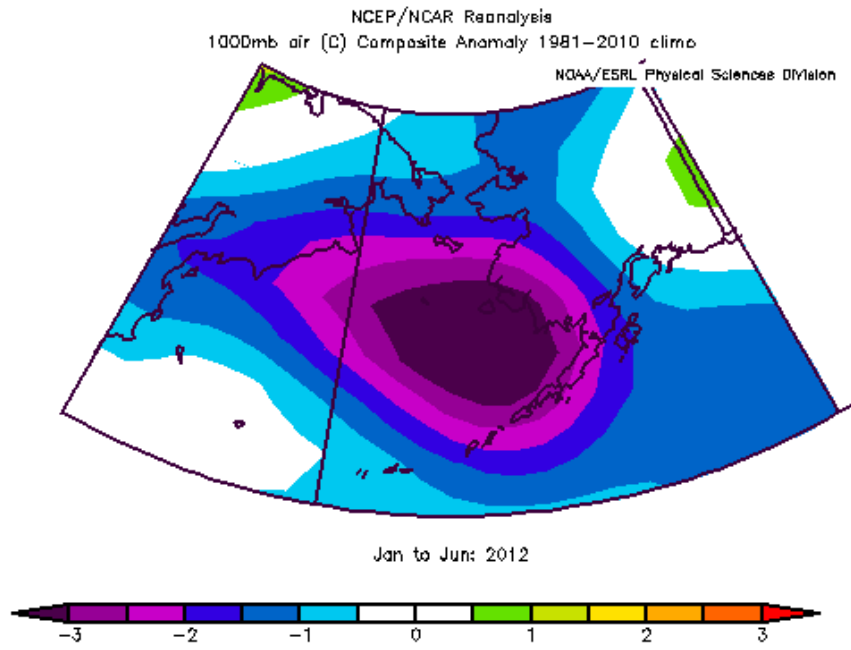 NCEP/NCAR Reanalysis
1000mb air (C) Composite Anomaly 1981-2010 climo
NOAA/ESRL Physical Sciences Division
Jan to Jun: 2012
-3 -2 -1 0 1 2 3